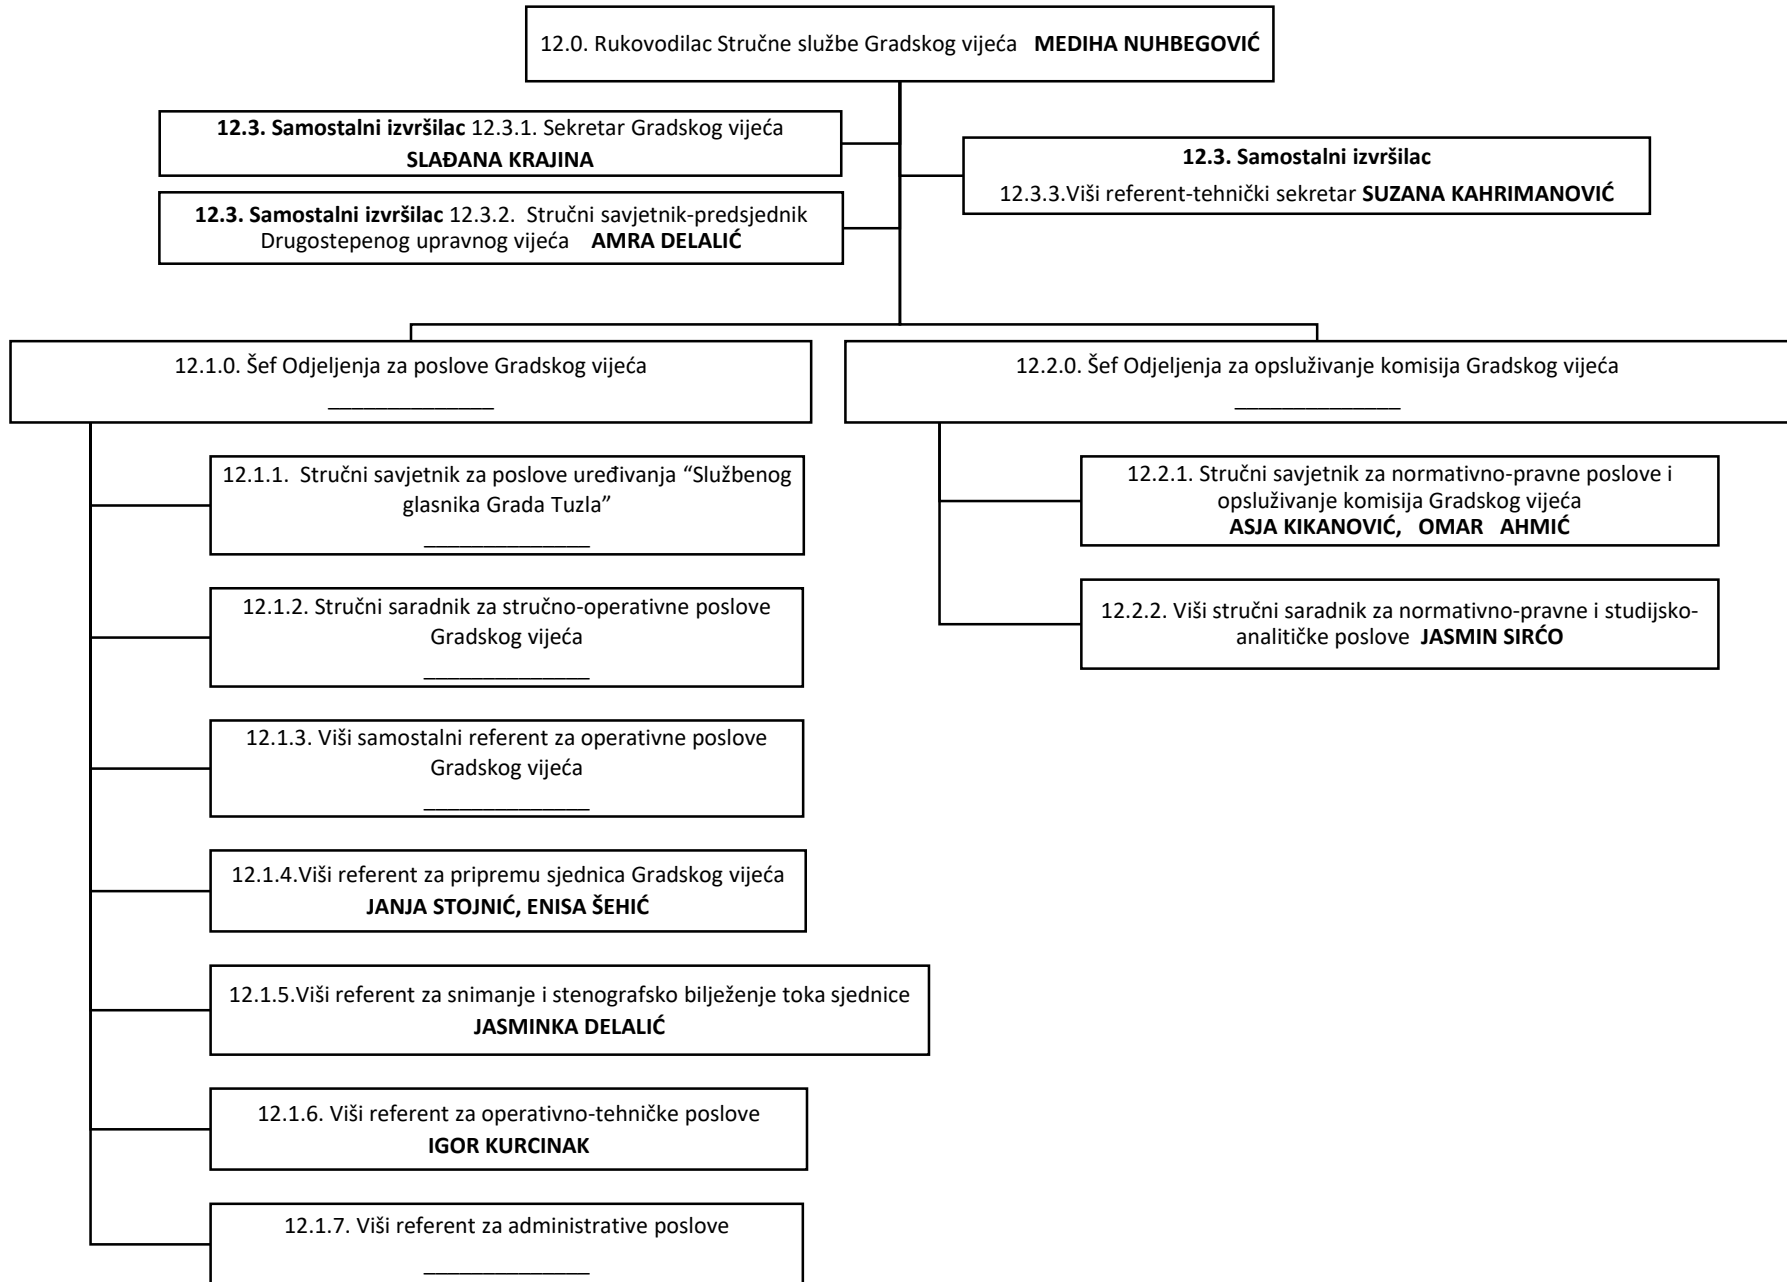 12.0. Rukovodilac Stručne službe Gradskog vijeća MEDIHA NUHBEGOVIĆ
12.3. Samostalni izvršilac 12.3.1. Sekretar Gradskog vijeća
SLAĐANA KRAJINA
12.3. Samostalni izvršilac
12.3.3.Viši referent-tehnički sekretar SUZANA KAHRIMANOVIĆ
12.3. Samostalni izvršilac 12.3.2. Stručni savjetnik-predsjednik
Drugostepenog upravnog vijeća AMRA DELALIĆ
12.1.0. Šef Odjeljenja za poslove Gradskog vijeća
______________
12.2.0. Šef Odjeljenja za opsluživanje komisija Gradskog vijeća
______________
12.1.1. Stručni savjetnik za poslove uređivanja “Službenog
glasnika Grada Tuzla”
______________
12.1.2. Stručni saradnik za stručno-operativne poslove
Gradskog vijeća
______________
12.1.3. Viši samostalni referent za operativne poslove
Gradskog vijeća
______________
12.1.4.Viši referent za pripremu sjednica Gradskog vijeća
JANJA STOJNIĆ, ENISA ŠEHIĆ
12.1.5.Viši referent za snimanje i stenografsko bilježenje toka sjednice
JASMINKA DELALIĆ
12.1.6. Viši referent za operativno-tehničke poslove
IGOR KURCINAK
12.1.7. Viši referent za administrative poslove
______________
12.2.1. Stručni savjetnik za normativno-pravne poslove i
opsluživanje komisija Gradskog vijeća
ASJA KIKANOVIĆ, OMAR AHMIĆ
12.2.2. Viši stručni saradnik za normativno-pravne i studijsko-
analitičke poslove JASMIN SIRĆO